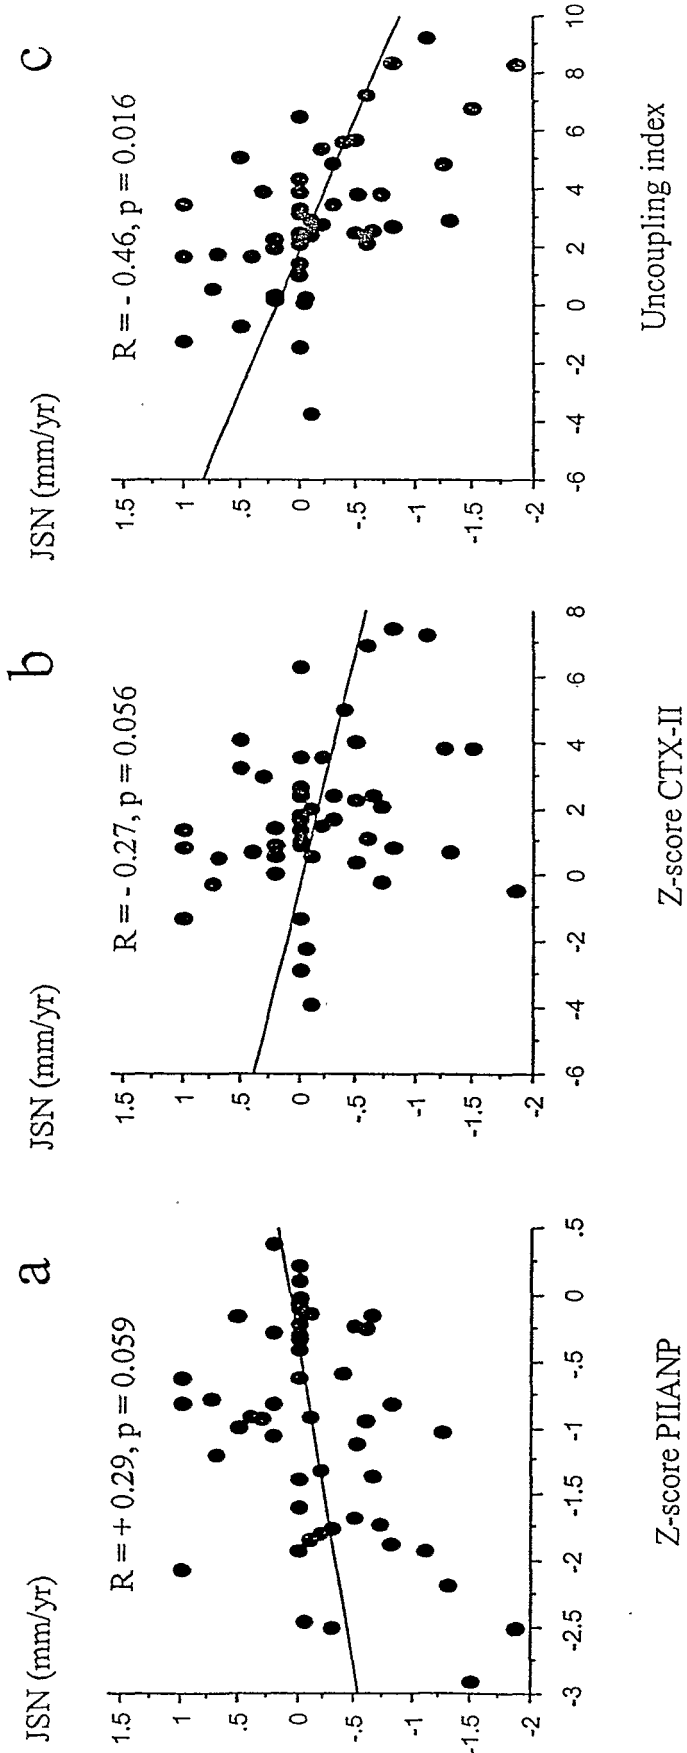 a
JSN (mm/yr)
R = + 0.29, p = 0.059
1.5
1
.5
0
-.5
-1
-1.5
-2
-3 -2.5 -2 -1.5 -1 -.5 0 .5
Z-score PIIANP
b
JSN (mm/yr)
R = - 0.27, p = 0.056
1.5
1
.5
0
-.5
-1
-1.5
-2
-6 -4 -2 0 2 4 6 8
Z-score CTX-II
c
JSN (mm/yr)
R = - 0.46, p = 0.016
1.5
1
.5
0
-.5
-1
-1.5
-2
-6 -4 -2 0 2 4 6 8 10
Uncoupling index